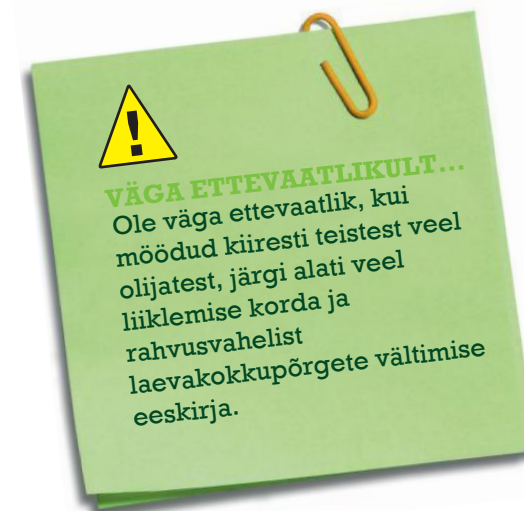 VÄGA ETTEVAATLIKULT...
Ole väga ettevaatlik, kui
möödud kiiresti teistest veel
olijatest, järgi alati veel
liiklemise korda ja
rahvusvahelist
laevakokkupõrgete vältimise
eeskirja.